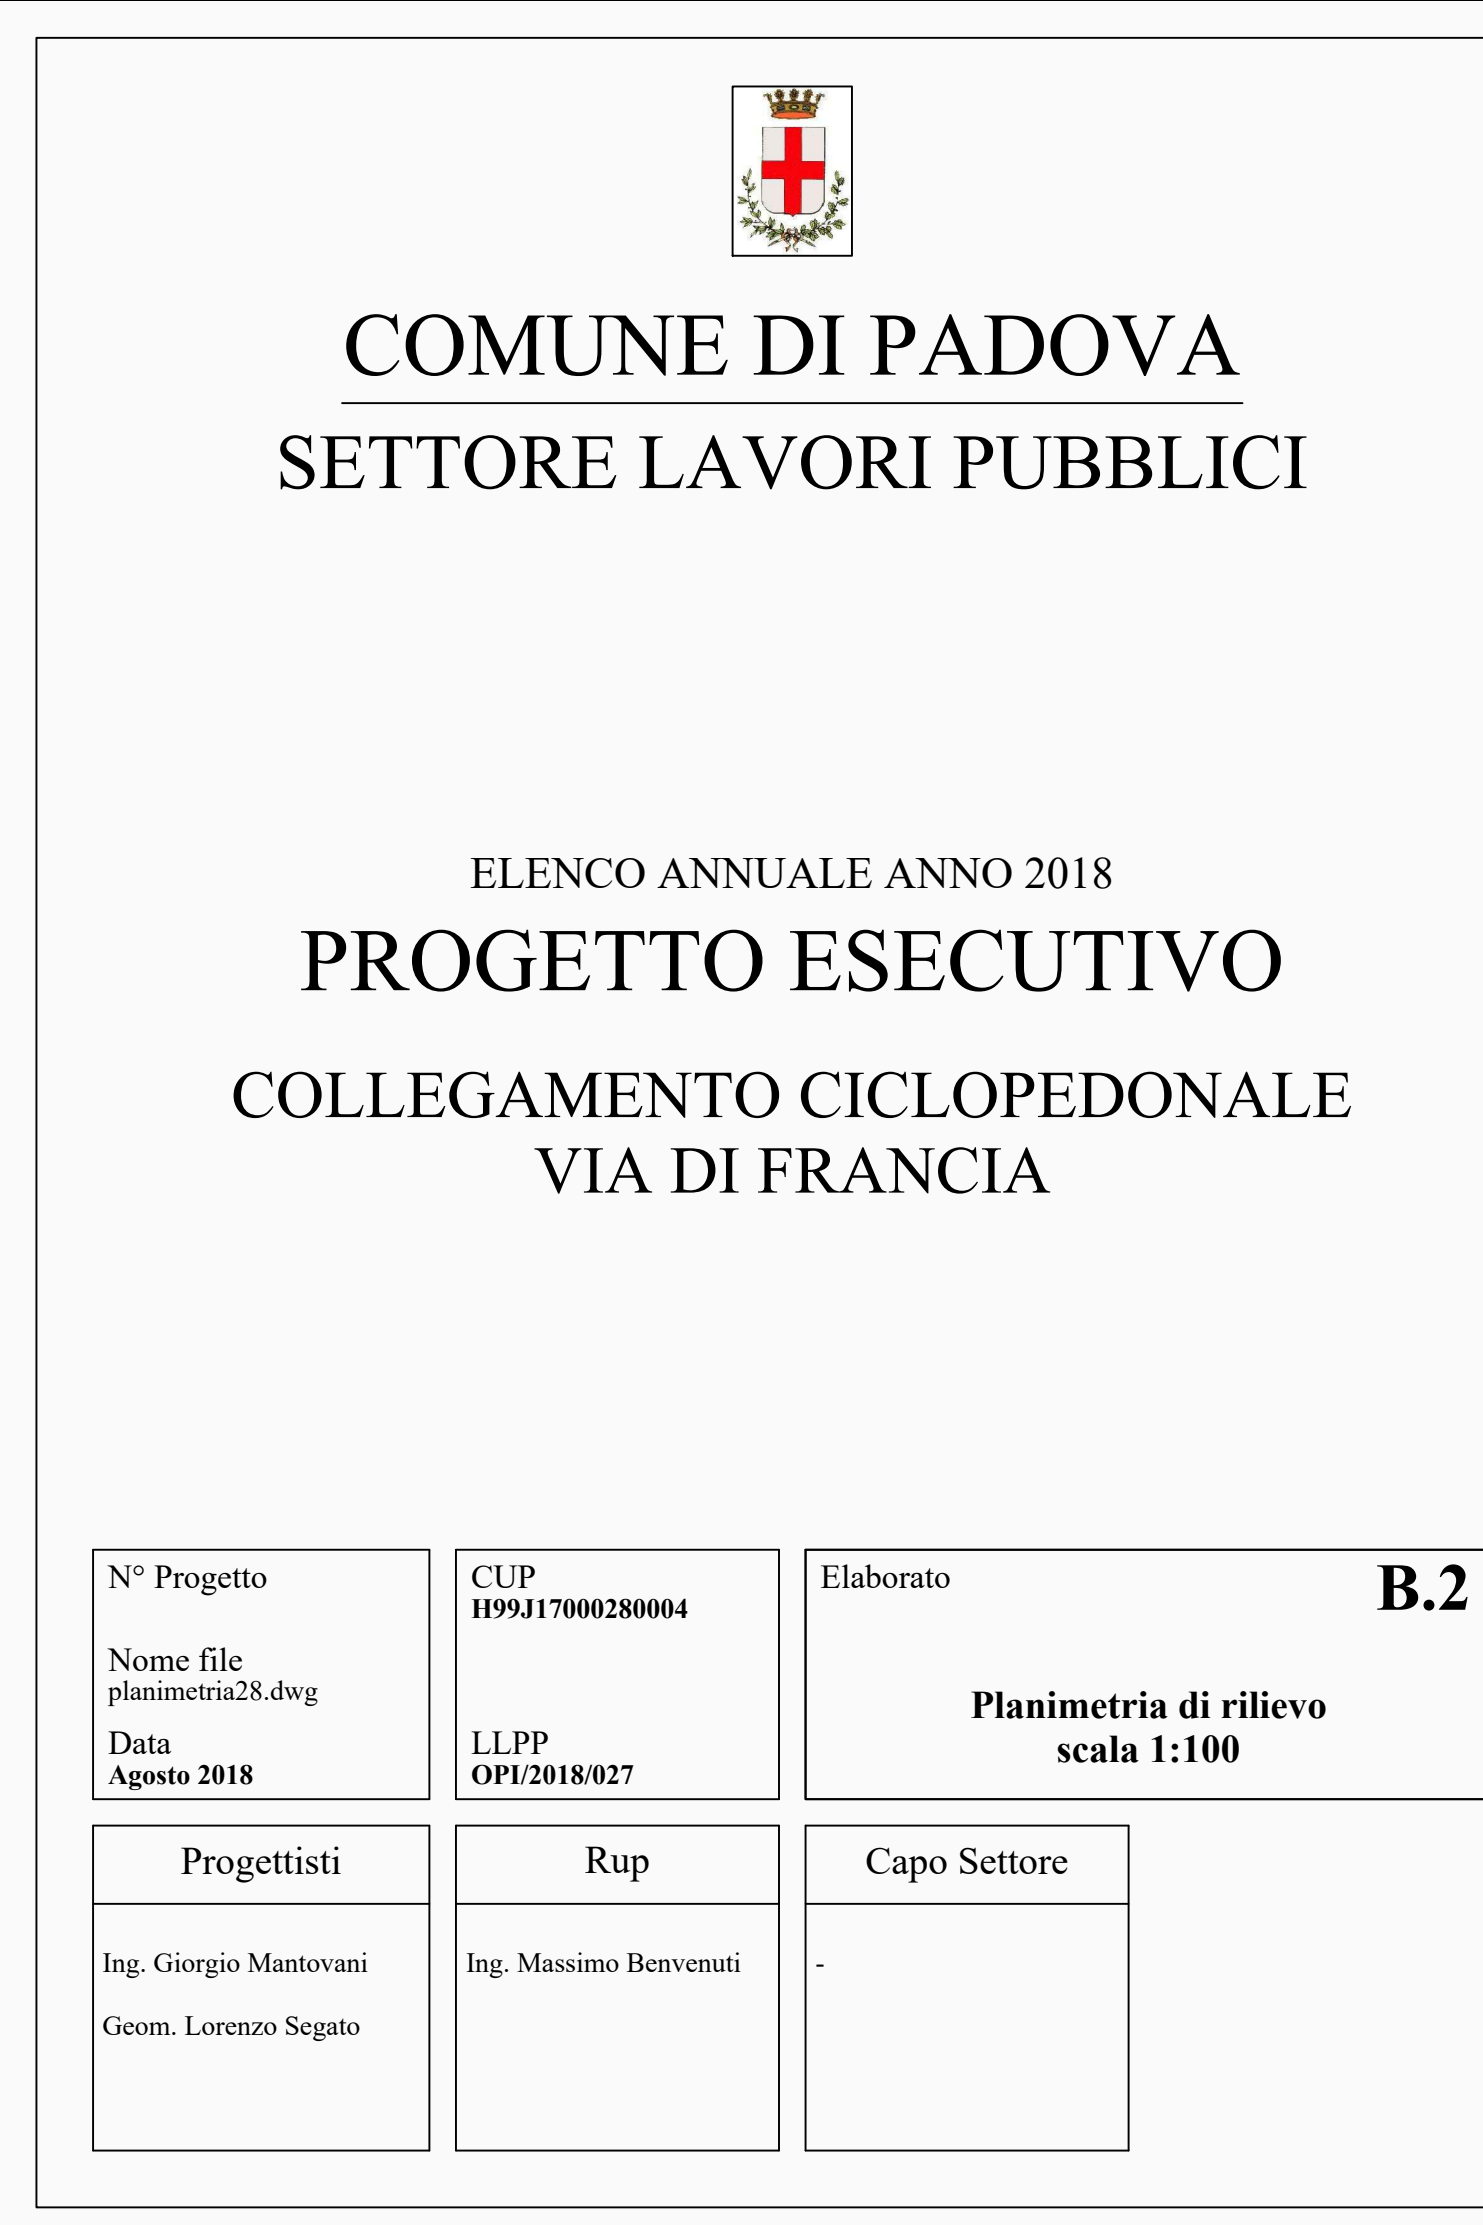 COMUNE DI PADOVA
SETTORE LAVORI PUBBLICI
ELENCO ANNUALE ANNO 2018
PROGETTO ESECUTIVO
COLLEGAMENTO CICLOPEDONALE
VIA DI FRANCIA
N° Progetto
Nome file
planimetria28.dwg
Data
Agosto 2018
CUP
H99J17000280004
LLPP
OPI/2018/027
Elaborato
B.2
Planimetria di rilievo
scala 1:100
Progettisti
Ing. Giorgio Mantovani
Geom. Lorenzo Segato
Rup
Ing. Massimo Benvenuti
Capo Settore
-